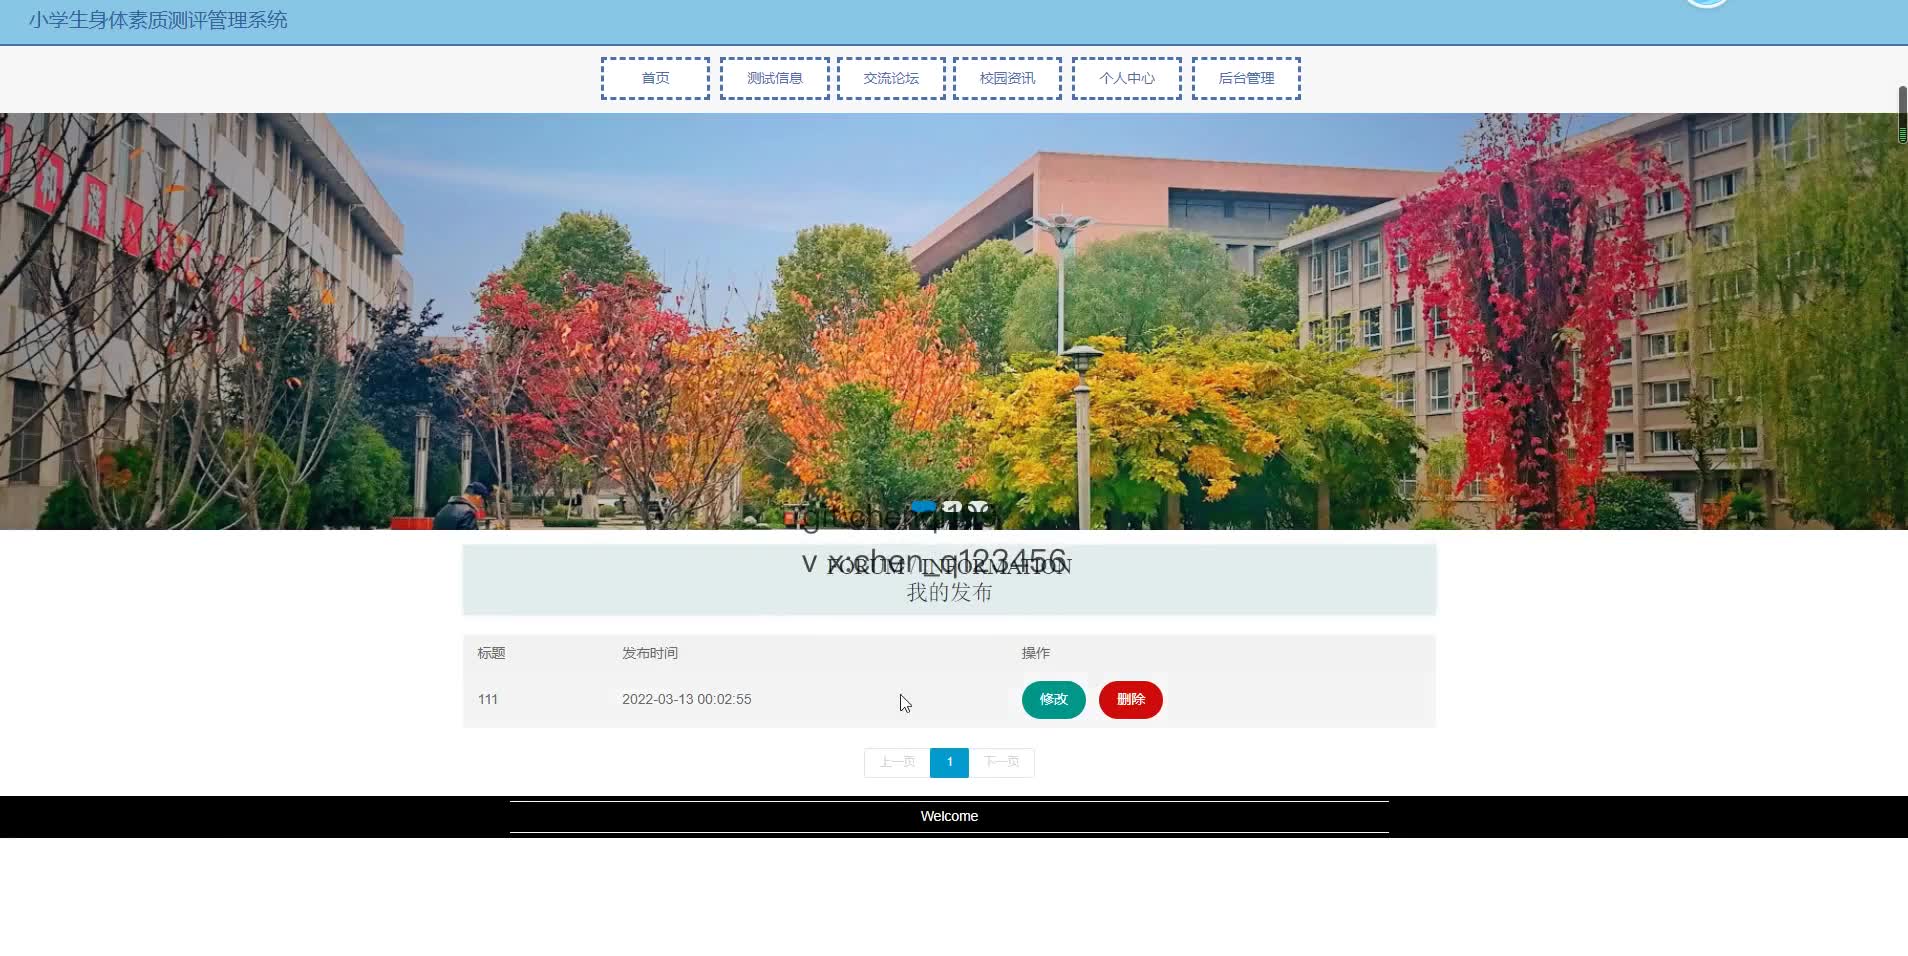 小学生身体素质测评管理系统
首页
测试信息
交流论坛
校园资讯
个人中心
后台管理
v x:chen_q123456
FORUM / INFORMATION
我的发布
标题
发布时间
操作
111
2022-03-13 00:02:55
修改
删除
上一页
1
下一页
Welcome